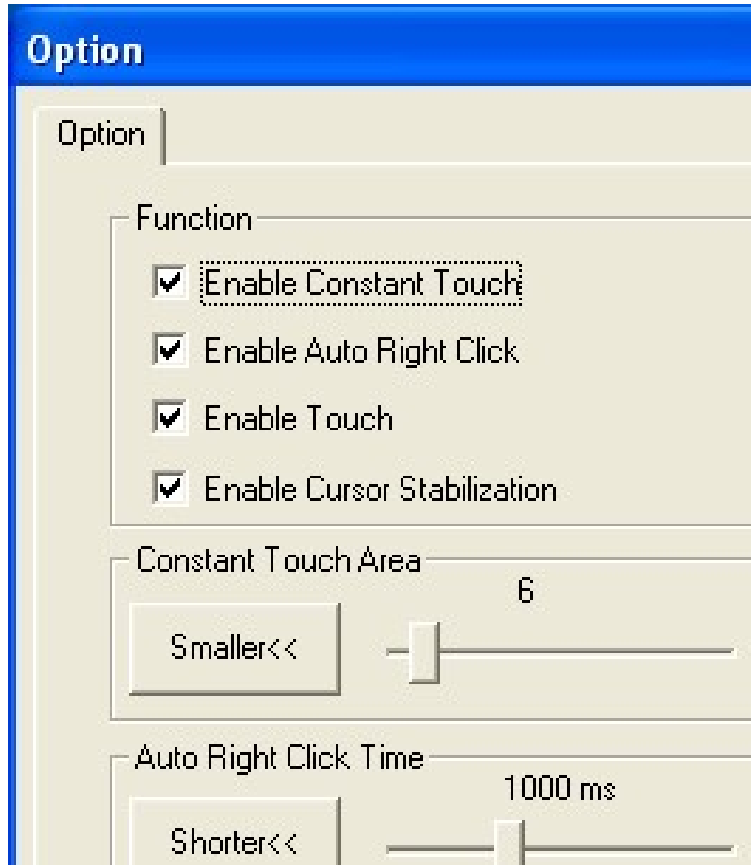 Option
Option
Function
Enable Constant Touch
Enable Auto Right Click
Enable Touch
Enable Cursor Stabilization
Constant Touch Area
6
Smaller<<
Auto Right Click Time
1000 ms
Shorter<<